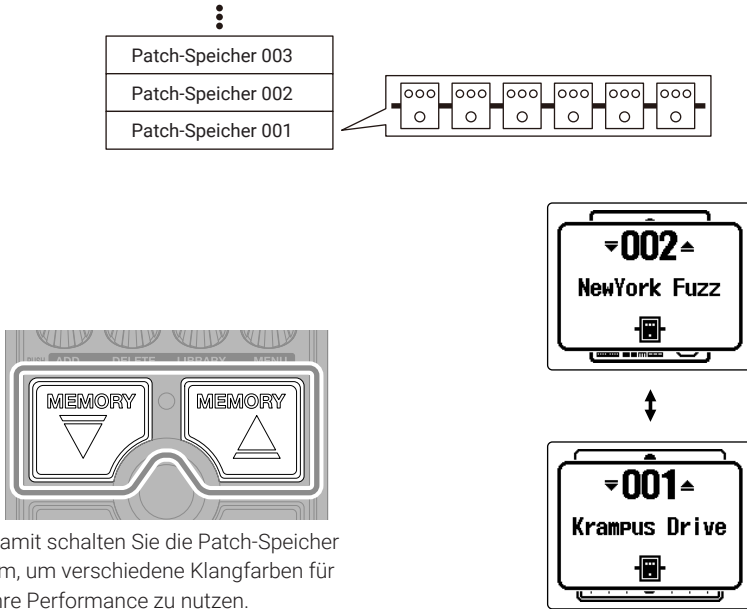 Patch-Speicher 003
Patch-Speicher 002
Patch-Speicher 001
002
NewYork Fuzz
ADD DELETE LIBRARY MENU
MEMORY MEMORY
001
Krampus Drive
amit schalten Sie die Patch-Speicher
m, um verschiedene Klangfarben für
hre Performance zu nutzen.